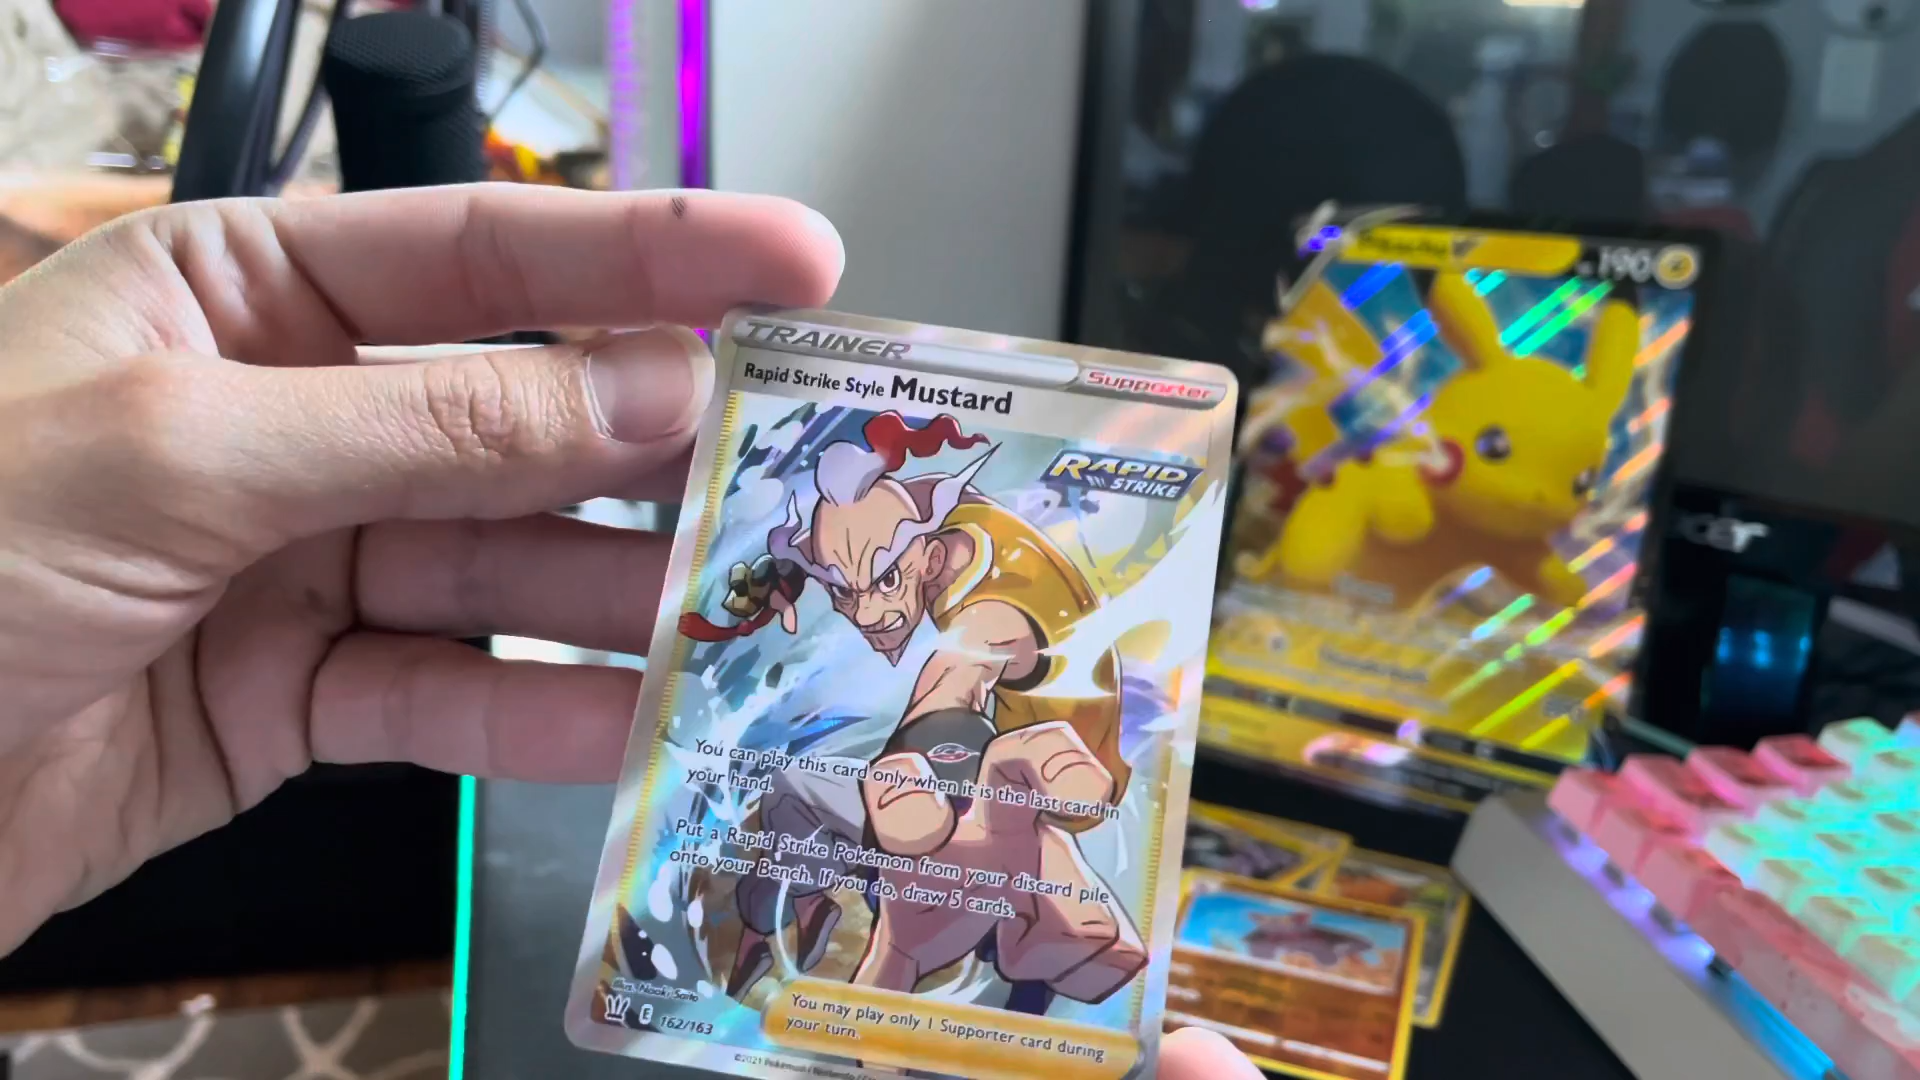 TRAINER
Supporter
Rapid Strike Style Mustard
RAPID
STRIKE
You can play this card only when it is the last card in
your hand.
Put a Rapid Strike Pokémon from your discard pile
onto your Bench. If you do, draw 5 cards.
Illus. Naoki Saito
E 162/163
You may play only 1 Supporter card during
your turn.
©2021 Pokémon / Nintendo /
Pikachu V
190
acer